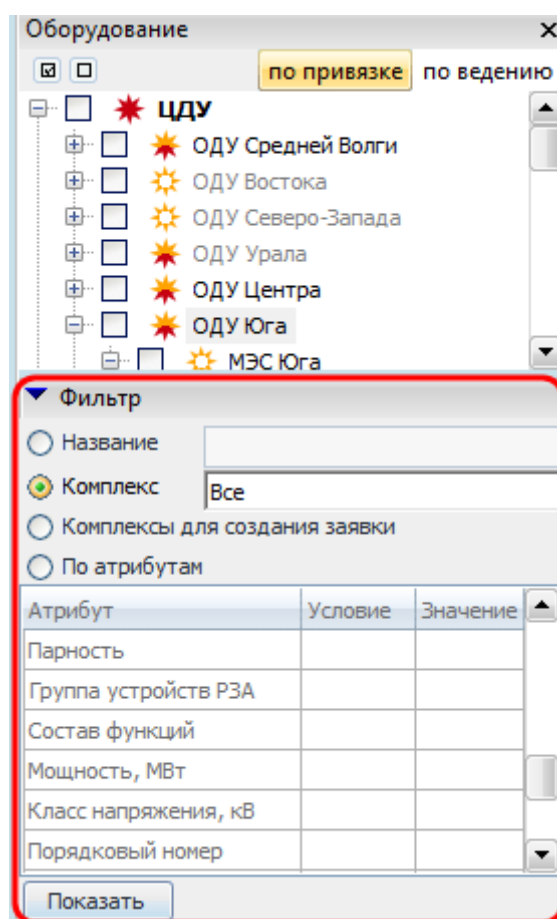 Оборудование
по привязке по ведению
ЦДУ
ОДУ Средней Волги
ОДУ Востока
ОДУ Северо-Запада
ОДУ Урала
ОДУ Центра
ОДУ Юга
МЭС Юга
Фильтр
Название
Комплекс Все
Комплексы для создания заявки
По атрибутам
Атрибут Условие Значение
Парность
Группа устройств РЗА
Состав функций
Мощность, МВт
Класс напряжения, кВ
Порядковый номер
Показать